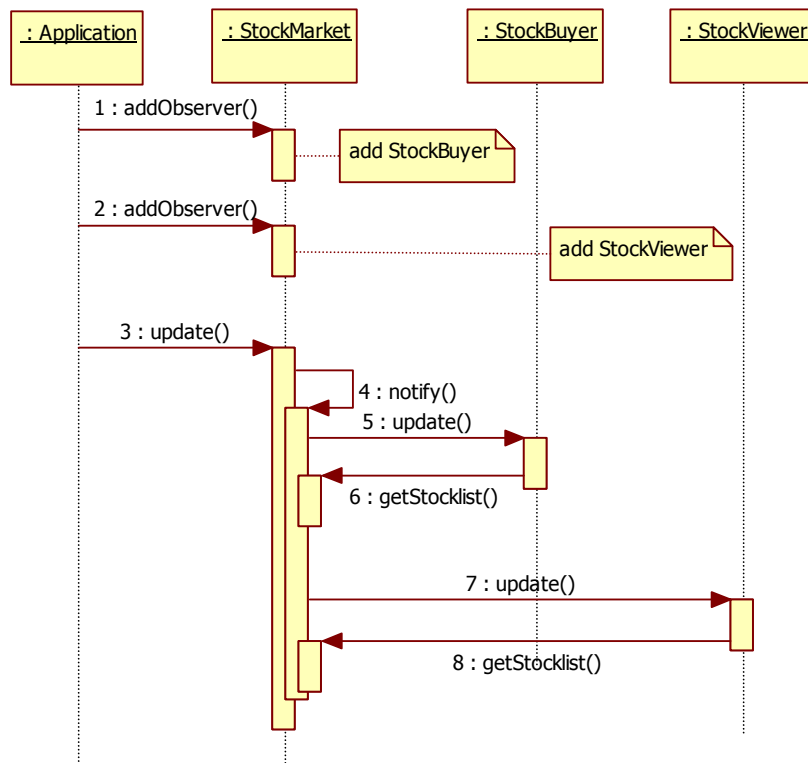 : Application
: StockMarket
: StockBuyer
: StockViewer
1 : addObserver()
add StockBuyer
2 : addObserver()
add StockViewer
3 : update()
4 : notify()
5 : update()
6 : getStocklist()
7 : update()
8 : getStocklist()